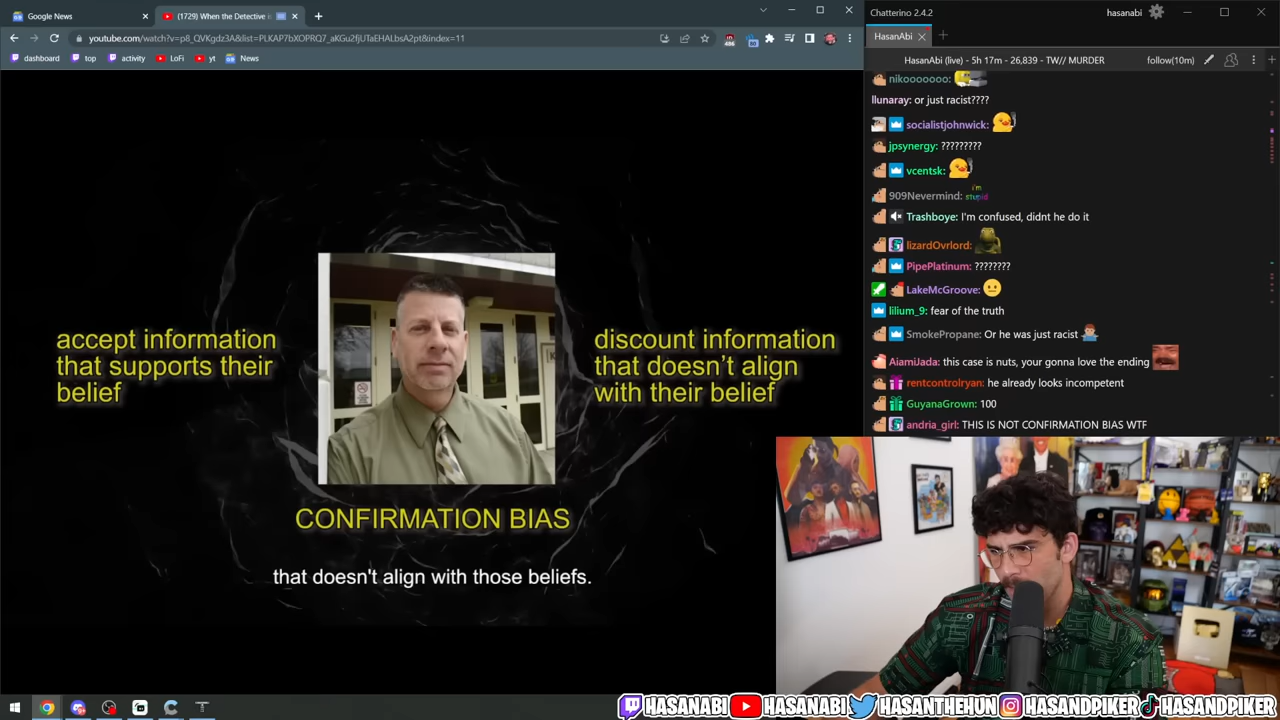 Google News
(1729) When the Detective i
youtube.com/watch?v=p8_QVKgdz3A&list=PLKAP7bXOPRQ7_aKGu2fjUTaEHALbsA2pt&index=11
dashboard
top
activity
LoFi
yt
News
accept information
that supports their
belief
discount information
that doesn't align
with their belief
CONFIRMATION BIAS
that doesn't align with those beliefs.
Chatterino 2.4.2
hasanabi
HasanAbi
HasanAbi (live) - 5h 17m - 26,839 - TW// MURDER
follow(10m)
nikooooooo:
llunaray: or just racist????
socialistjohnwick:
jpsynergy: ?????????
vcentsk:
909Nevermind: i'm stupid
Trashboye: I'm confused, didnt he do it
lizardOvrlord:
PipePlatinum: ????????
LakeMcGroove:
lilium_9: fear of the truth
SmokePropane: Or he was just racist
AiamiJada: this case is nuts, your gonna love the ending
rentcontrolryan: he already looks incompetent
GuyanaGrown: 100
andria_girl: THIS IS NOT CONFIRMATION BIAS WTF
HASANABI
HASANABI
HASANTHEHUN
HASANDPIKER
HASANDPIKER